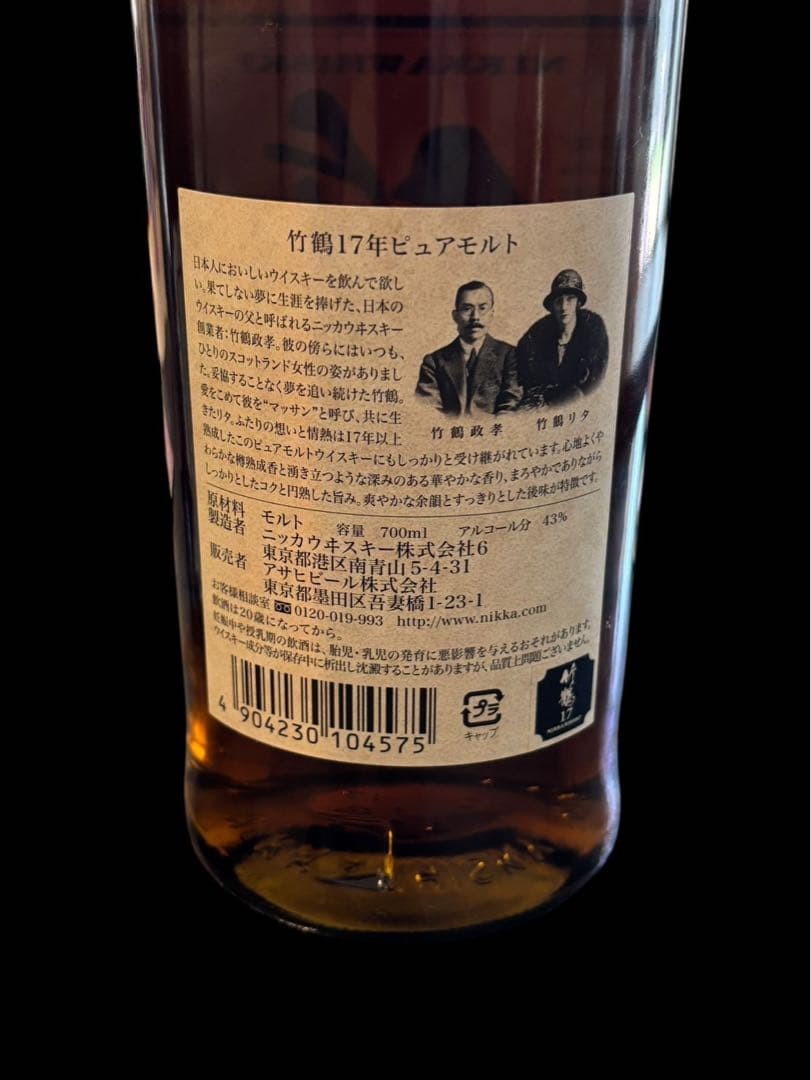 NIKKA WHISKY
竹鶴17年ピュアモルト
日本人においしいウイスキーを飲んで欲し
い。果てしない夢に生涯を捧げた、日本の
ウイスキーの父と呼ばれるニッカウヰスキー
創業者:竹鶴政孝。彼の傍らにはいつも、
ひとりのスコットランド女性の姿がありまし
た。妥協することなく夢を追い続けた竹鶴。
愛をこめて彼を“マッサン”と呼び、共に生
きたリタ。ふたりの想いと情熱は17年以上
熟成したこのピュアモルトウイスキーにもしっかりと受け継がれています。心地よくや
わらかな樽熟成香と湧き立つような深みのある華やかな香り、まろやかでありながら
しっかりとしたコクと円熟した旨み。爽やかな余韻とすっきりとした後味が特徴です。
竹鶴政孝
竹鶴リタ
原材料 モルト 容量 700ml アルコール分 43%
製造者 ニッカウヰスキー株式会社6
東京都港区南青山5-4-31
販売者 アサヒビール株式会社
東京都墨田区吾妻橋1-23-1
お客様相談室 0120-019-993 http://www.nikka.com
飲酒は20歳になってから。
妊娠中や授乳期の飲酒は、胎児・乳児の発育に悪影響を与えるおそれがあります。
ウイスキー成分等が保存中に析出し沈澱することがありますが、品質上問題ございません。
4 904230 104575
プラ
キャップ
竹鶴
17
NIKKA WHISKY